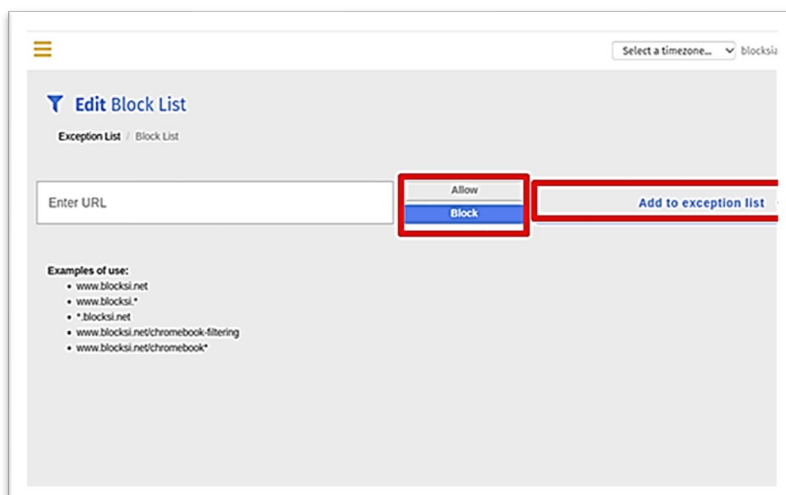 Select a timezone...
Edit Block List
Exception List / Block List
Enter URL
Allow
Block
Add to exception list
Examples of use:
• www.blocksi.net
• www.blocksi.*
• *.blocksi.net
• www.blocksi.net/chromebook-filtering
• www.blocksi.net/chromebook*